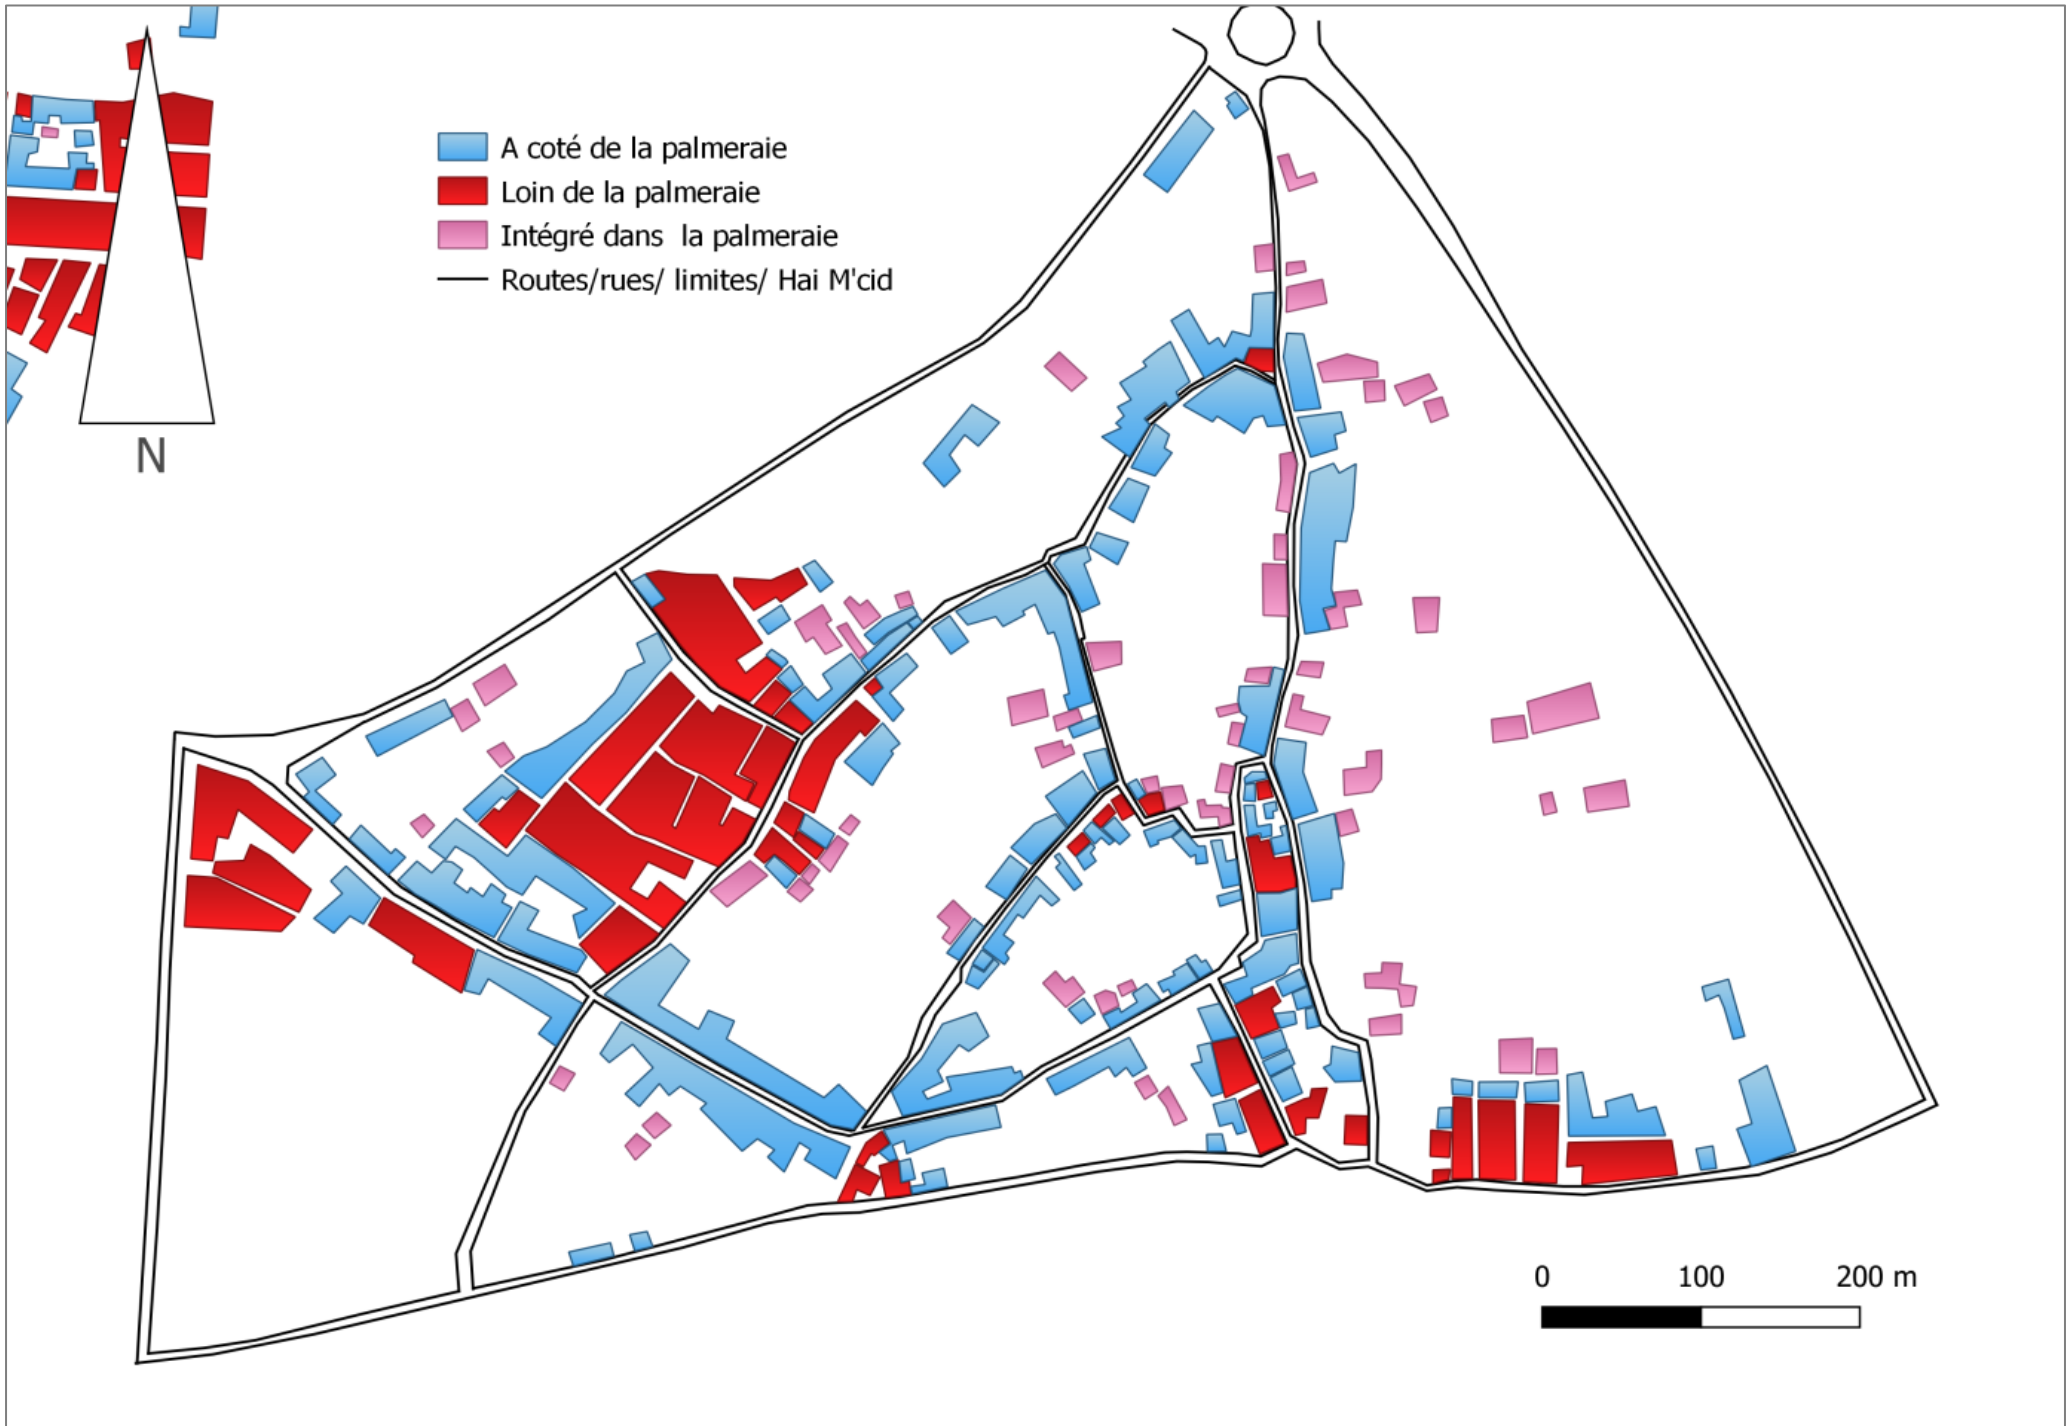 A coté de la palmeraie
Loin de la palmeraie
Intégré dans la palmeraie
Routes/rues/ limites/ Hai M'cid
N
0 100 200 m